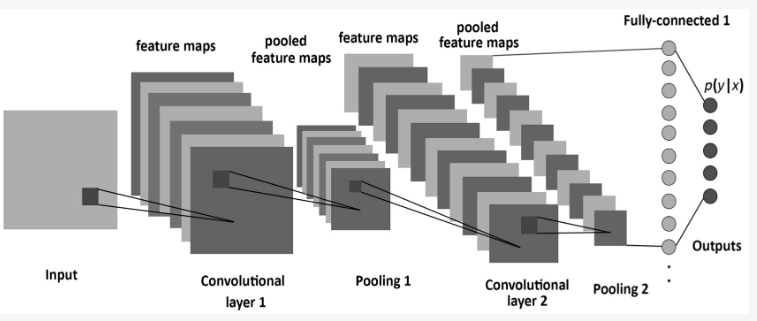 Fully-connected 1
feature maps
pooled
feature maps
feature maps
pooled
feature maps
p(y|x)
Input
Convolutional
layer 1
Pooling 1
Convolutional
layer 2
Pooling 2
Outputs